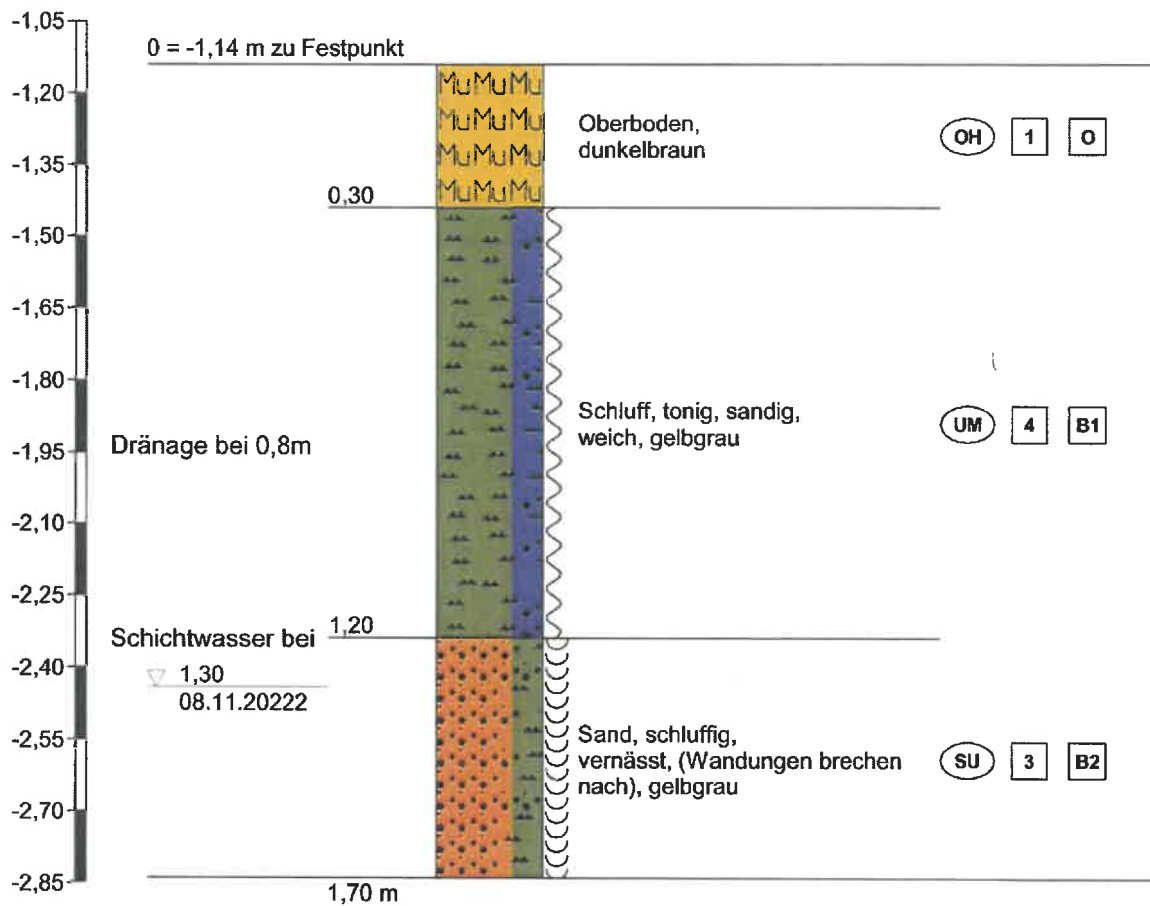 -1,05
0 = -1,14 m zu Festpunkt
-1,20
MuMuMu
MuMuMu
MuMuMu
MuMuMu
Oberboden,
dunkelbraun
OH 1 O
-1,35
0,30
-1,50
-1,65
-1,80
Schluff, tonig, sandig,
weich, gelbgrau
UM 4 B1
-1,95
Dränage bei 0,8m
-2,10
-2,25
Schichtwasser bei
1,20
-2,40
1,30
08.11.20222
-2,55
Sand, schluffig,
vernässt, (Wandungen brechen
nach), gelbgrau
SU 3 B2
-2,70
-2,85
1,70 m